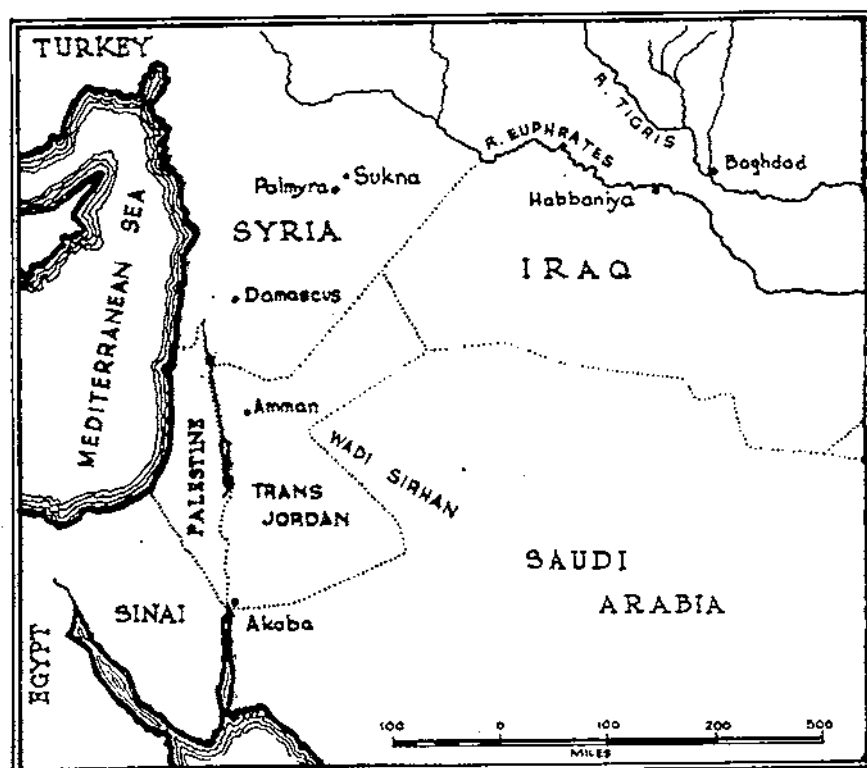 TURKEY
R. TIGRIS
R. EUPHRATES
Baghdad
Sukna
Palmyra
Habbaniya
SYRIA
IRAQ
Damascus
MEDITERRANEAN SEA
Amman
PALESTINE
WADI SIRHAN
TRANS
JORDAN
SAUDI
ARABIA
SINAI
Akaba
EGYPT
100 0 100 200 300
MILES